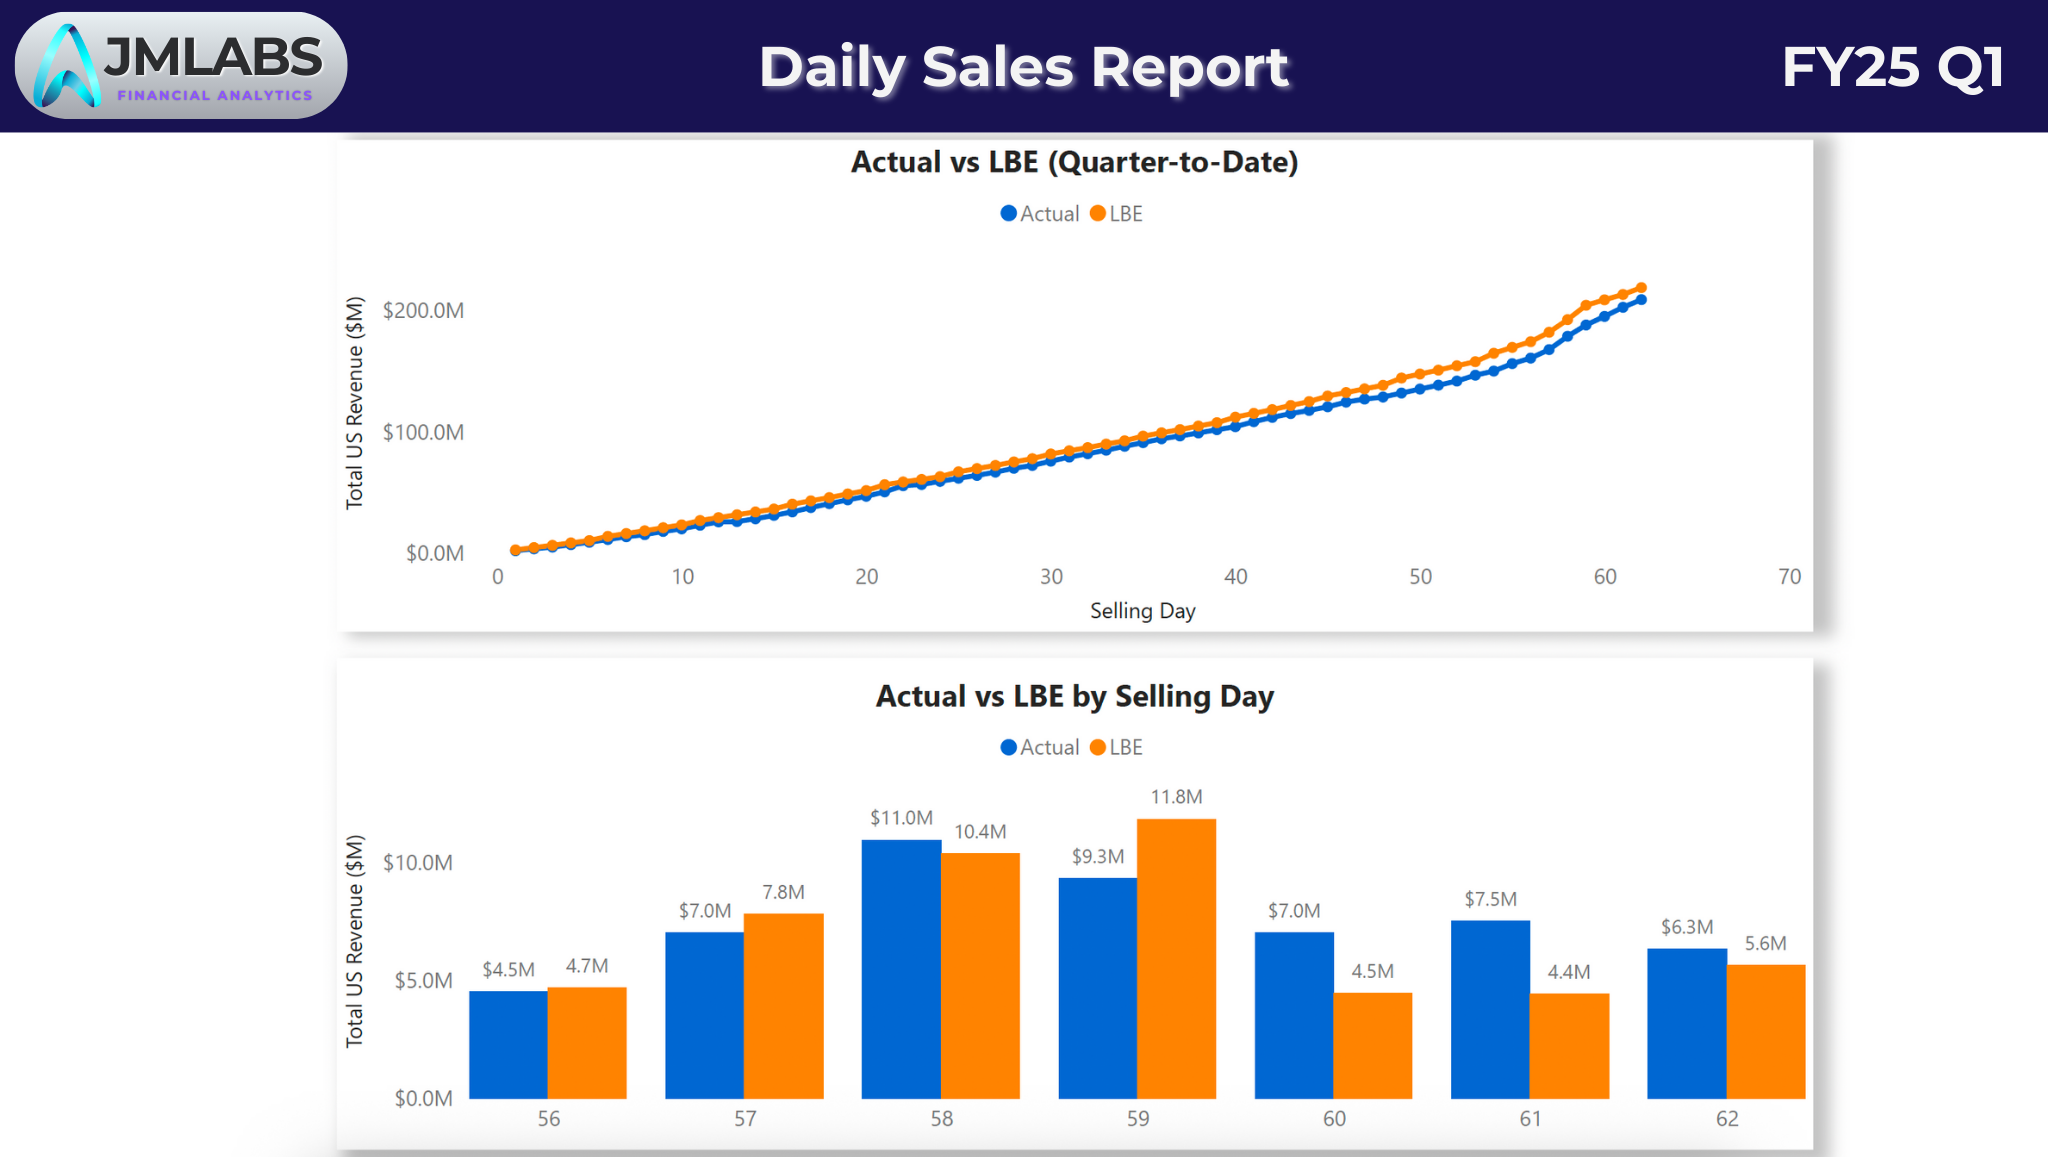 JMLABS
FINANCIAL ANALYTICS
Daily Sales Report
FY25 Q1
Actual vs LBE (Quarter-to-Date)
Actual LBE
Total US Revenue ($M)
$200.0M
$100.0M
$0.0M
0 10 20 30 40 50 60 70
Selling Day
Actual vs LBE by Selling Day
Actual LBE
Total US Revenue ($M)
$10.0M
$5.0M
$0.0M
$4.5M 4.7M
$7.0M 7.8M
$11.0M 10.4M
$9.3M 11.8M
$7.0M 4.5M
$7.5M 4.4M
$6.3M 5.6M
56 57 58 59 60 61 62